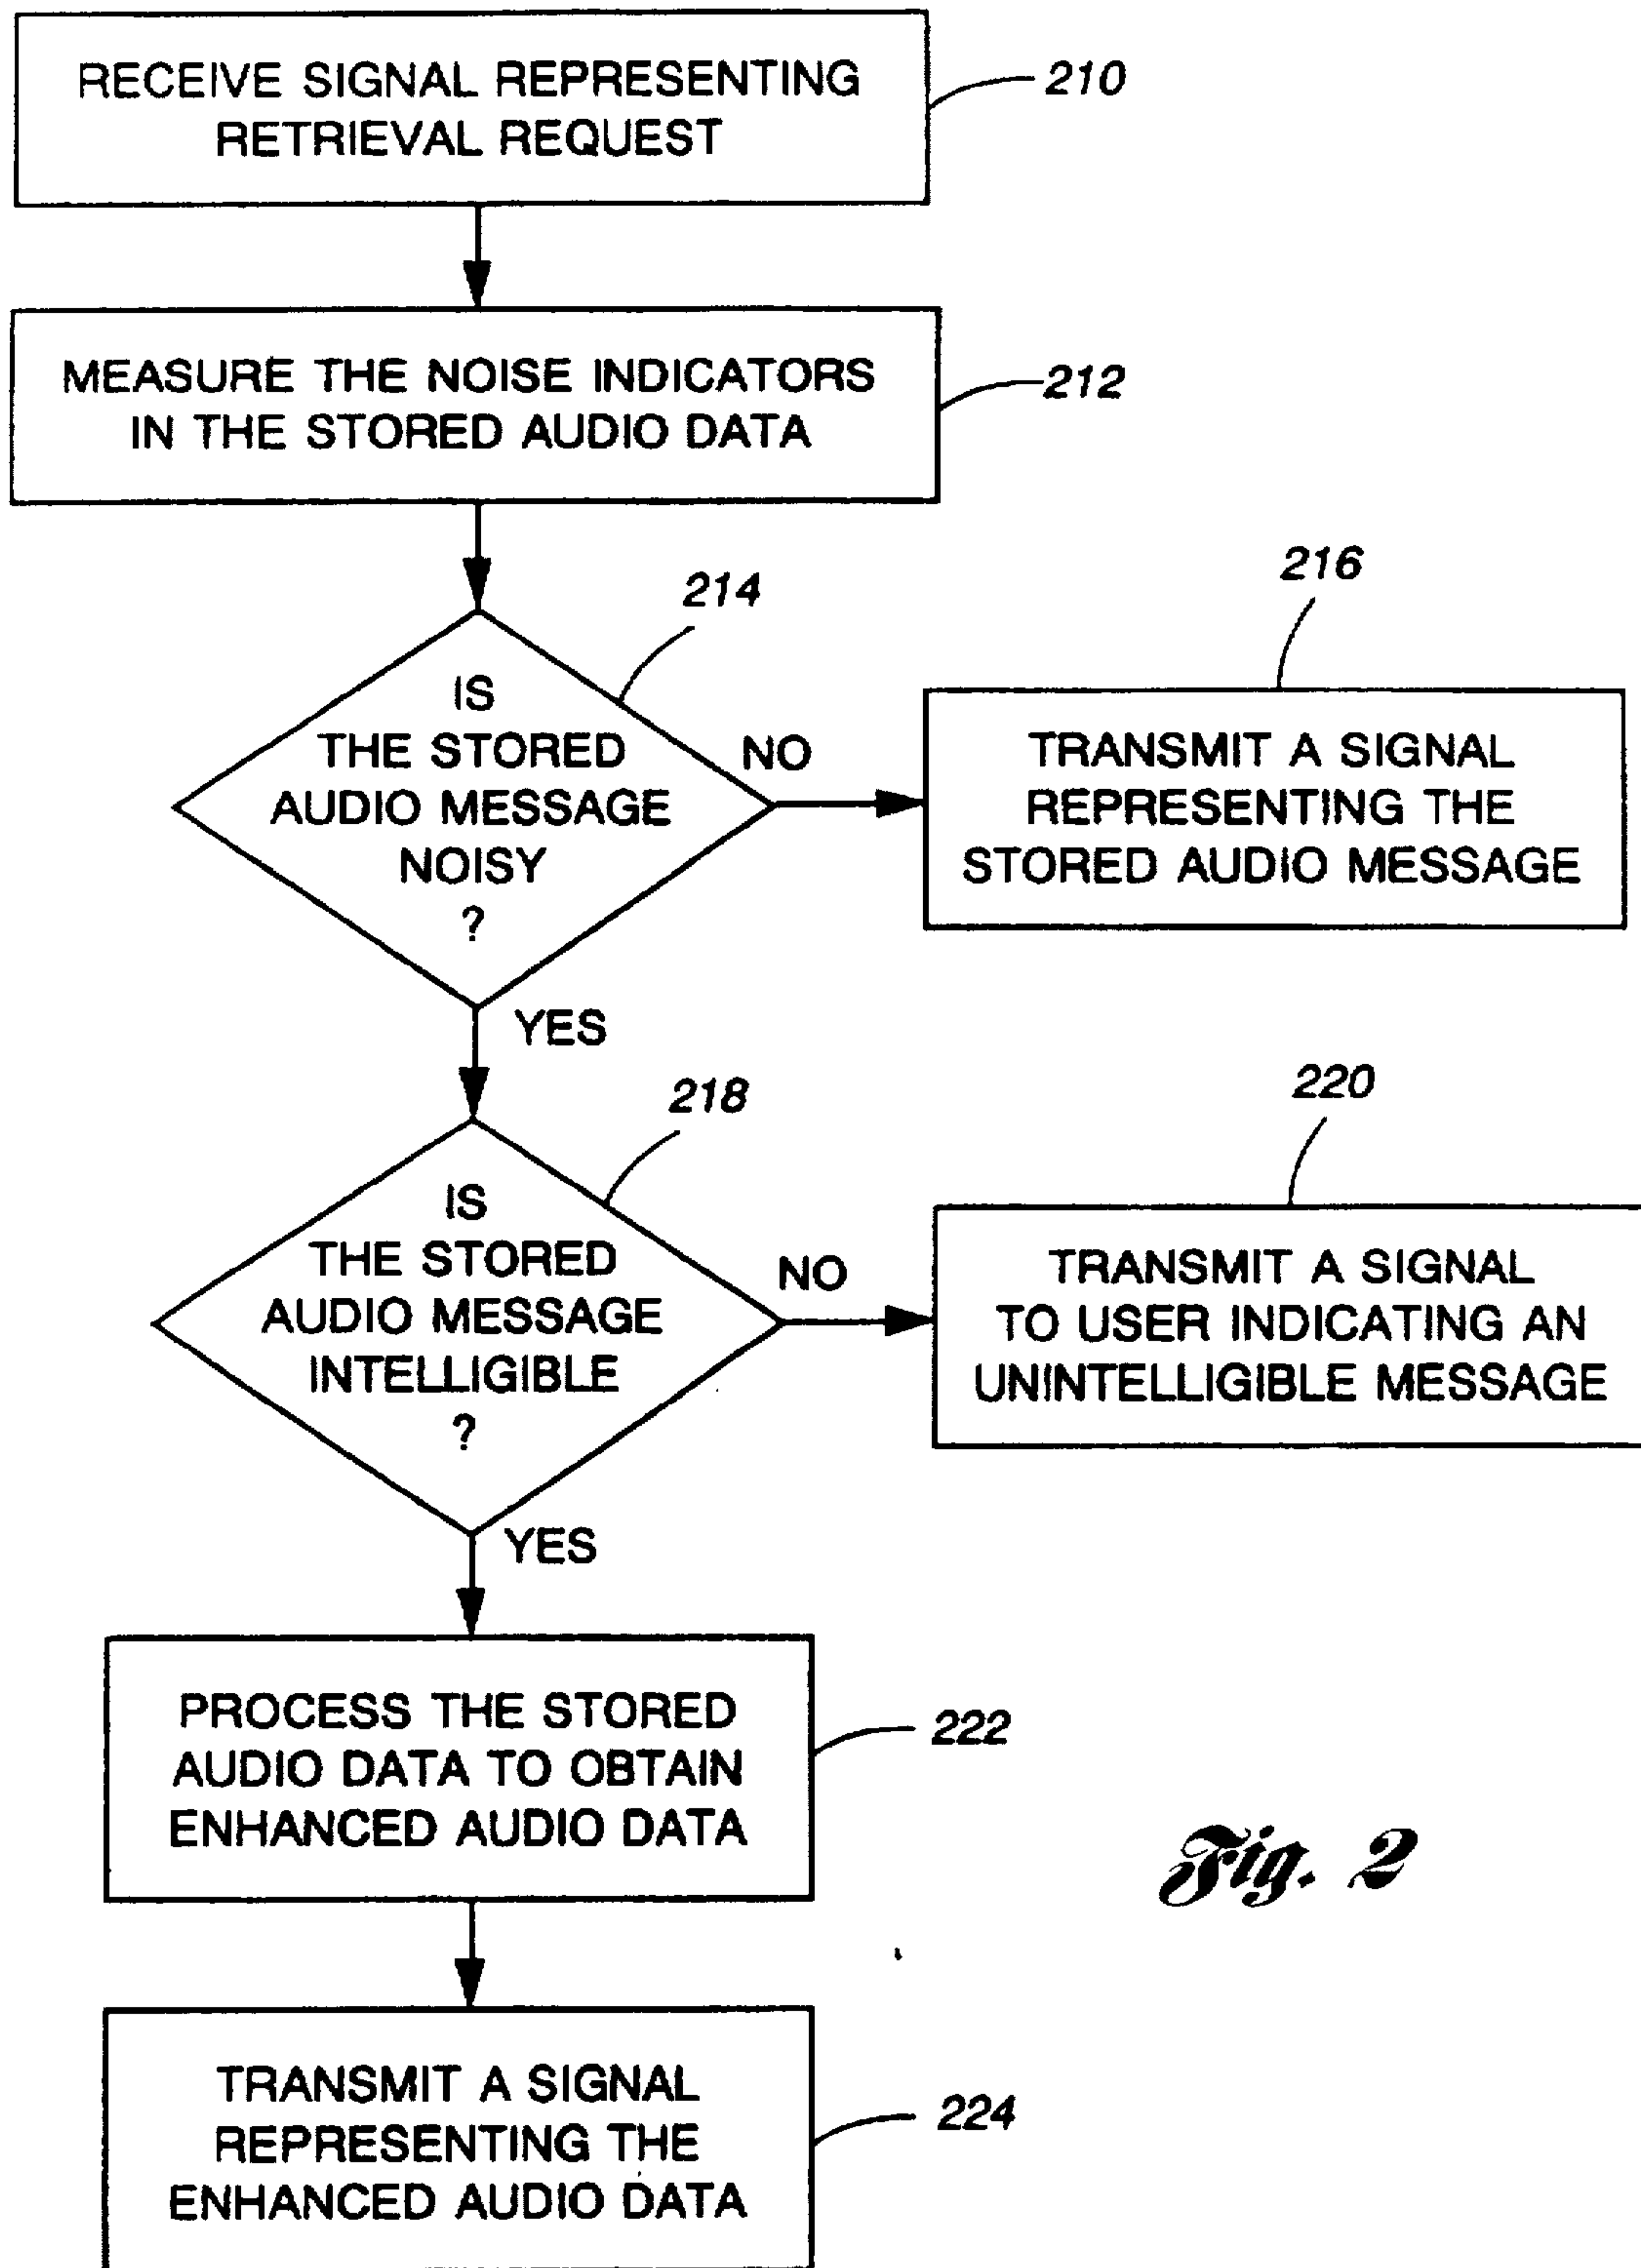 RECEIVE SIGNAL REPRESENTING
RETRIEVAL REQUEST
210
MEASURE THE NOISE INDICATORS
IN THE STORED AUDIO DATA
212
214
IS
THE STORED
AUDIO MESSAGE
NOISY
?
NO
216
TRANSMIT A SIGNAL
REPRESENTING THE
STORED AUDIO MESSAGE
YES
218
IS
THE STORED
AUDIO MESSAGE
INTELLIGIBLE
?
NO
220
TRANSMIT A SIGNAL
TO USER INDICATING AN
UNINTELLIGIBLE MESSAGE
YES
PROCESS THE STORED
AUDIO DATA TO OBTAIN
ENHANCED AUDIO DATA
222
Fig. 2
TRANSMIT A SIGNAL
REPRESENTING THE
ENHANCED AUDIO DATA
224